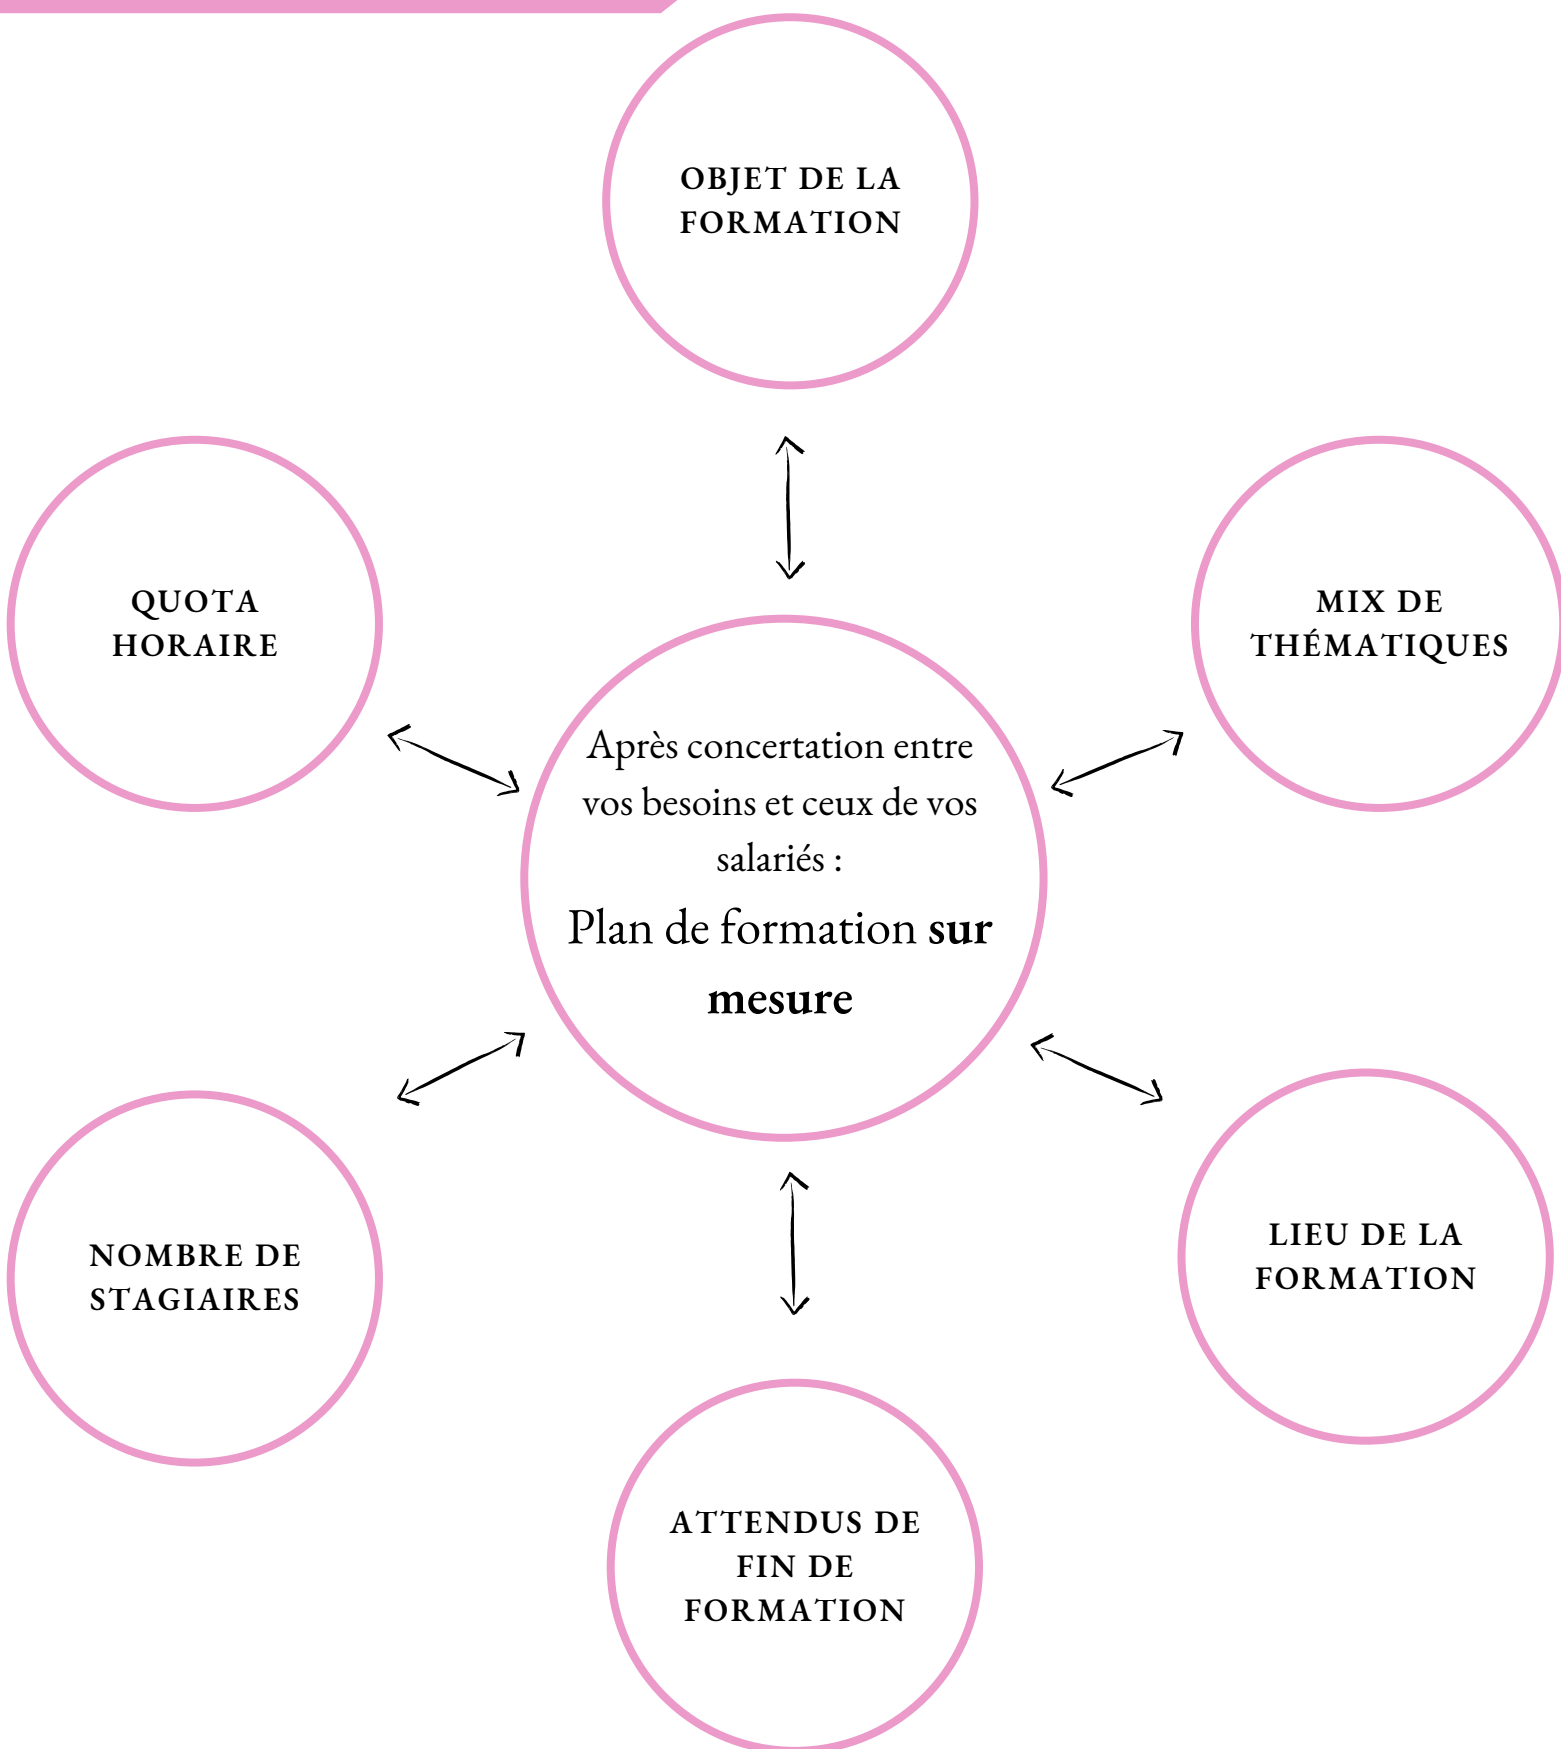 OBJET DE LA
FORMATION
QUOTA
HORAIRE
MIX DE
THÉMATIQUES
Après concertation entre
vos besoins et ceux de vos
salariés :
Plan de formation sur
mesure
NOMBRE DE
STAGIAIRES
LIEU DE LA
FORMATION
ATTENDUS DE
FIN DE
FORMATION